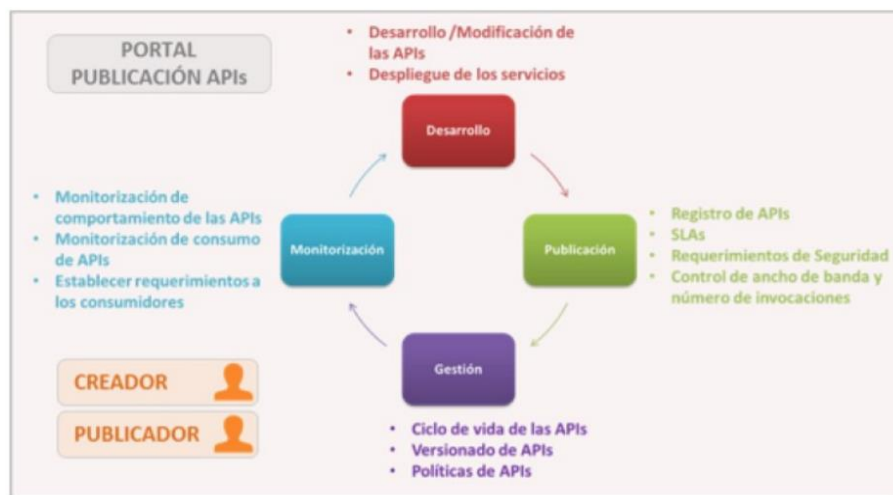 PORTAL
PUBLICACIÓN APIs
• Desarrollo /Modificación de
las APIs
• Despliegue de los servicios
Desarrollo
• Monitorización de
comportamiento de las APIs
• Monitorización de consumo
de APIs
• Establecer requerimientos a
los consumidores
Monitorización
Publicación
• Registro de APIs
• SLAs
• Requerimientos de Seguridad
• Control de ancho de banda y
número de invocaciones
Gestión
CREADOR
PUBLICADOR
• Ciclo de vida de las APIs
• Versionado de APIs
• Políticas de APIs